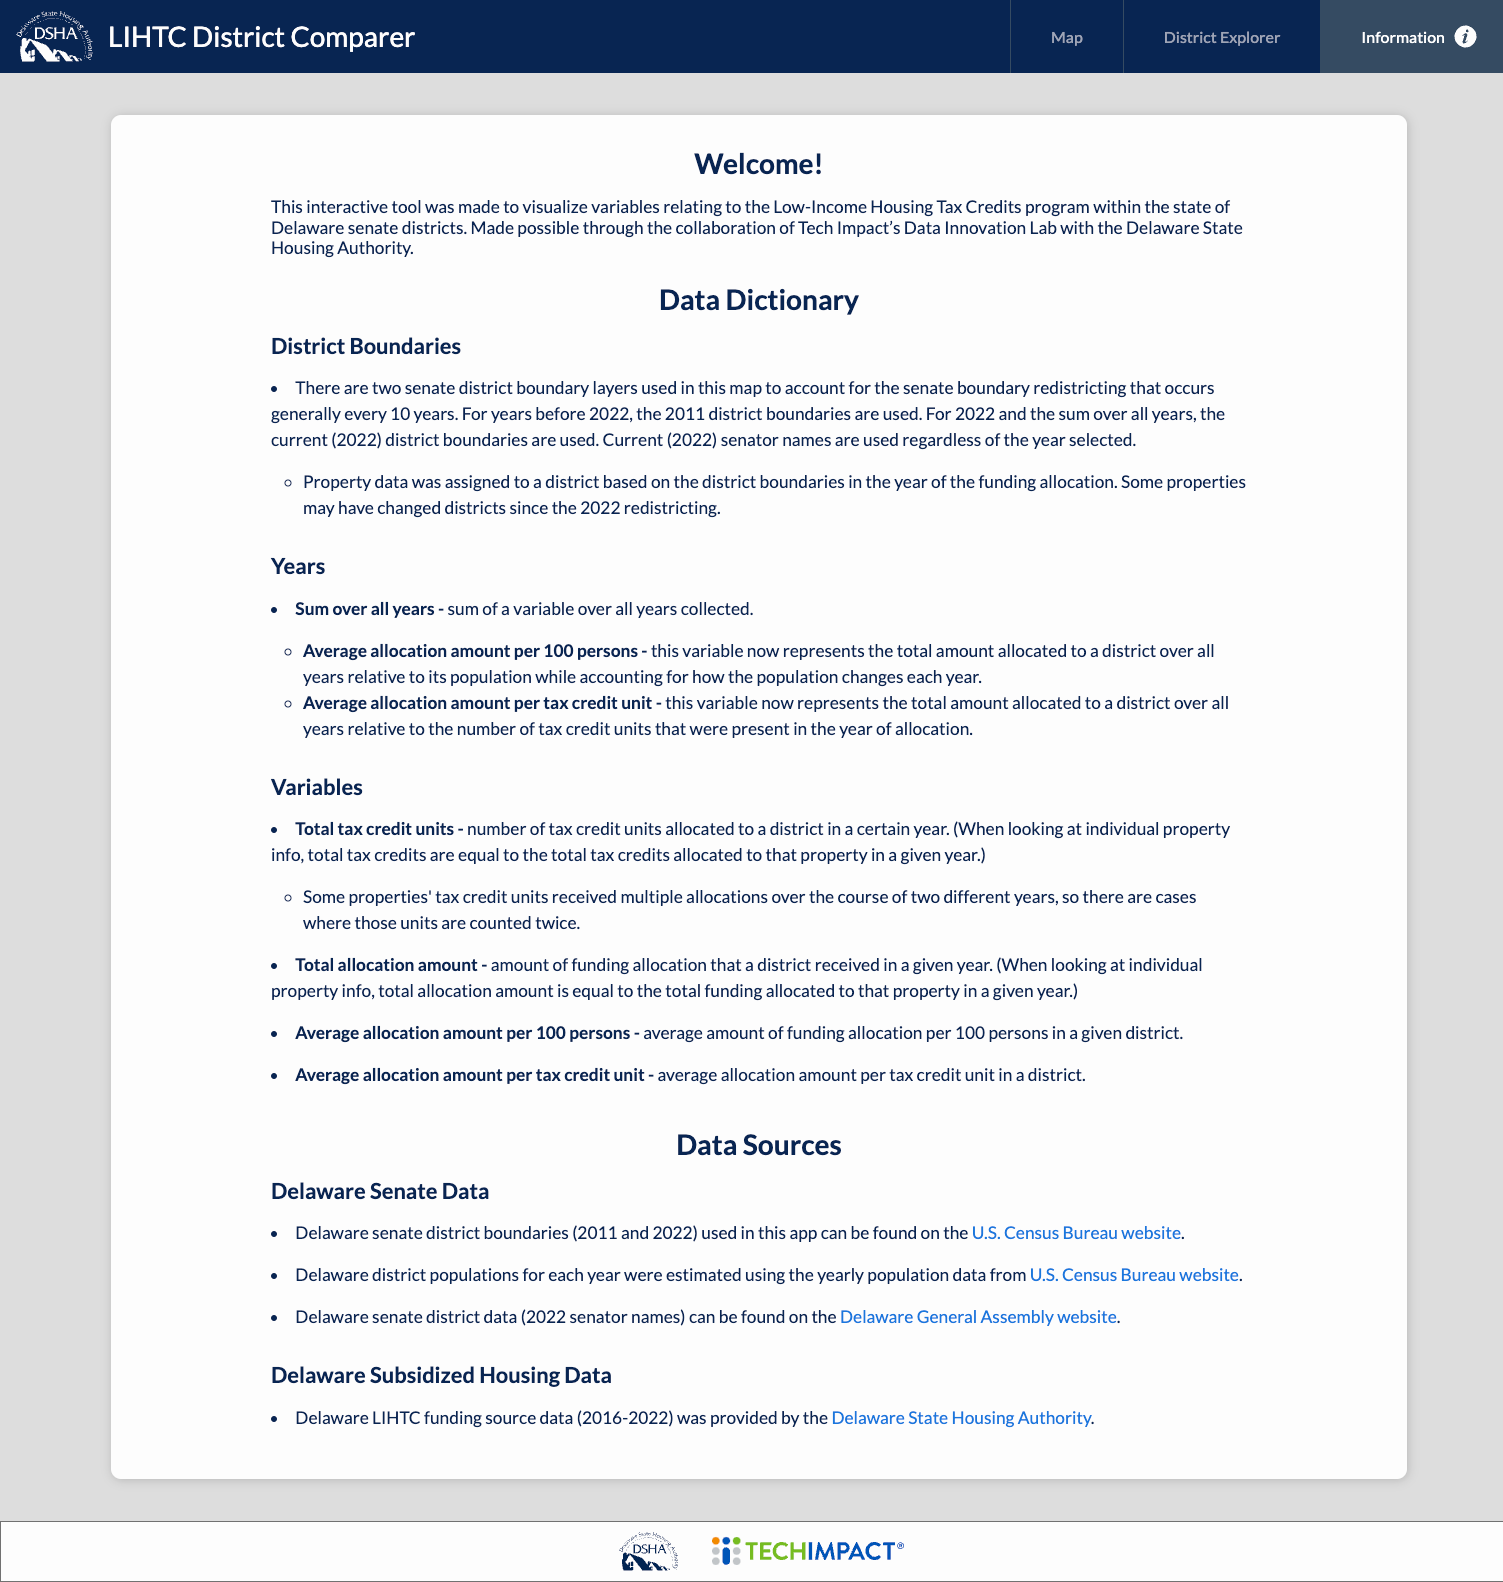 Delaware State Housing Authority
DSHA
LIHTC District Comparer
Map
District Explorer
Information i
Welcome!
This interactive tool was made to visualize variables relating to the Low-Income Housing Tax Credits program within the state of
Delaware senate districts. Made possible through the collaboration of Tech Impact’s Data Innovation Lab with the Delaware State
Housing Authority.
Data Dictionary
District Boundaries
• There are two senate district boundary layers used in this map to account for the senate boundary redistricting that occurs
generally every 10 years. For years before 2022, the 2011 district boundaries are used. For 2022 and the sum over all years, the
current (2022) district boundaries are used. Current (2022) senator names are used regardless of the year selected.
◦ Property data was assigned to a district based on the district boundaries in the year of the funding allocation. Some properties
may have changed districts since the 2022 redistricting.
Years
• Sum over all years - sum of a variable over all years collected.
◦ Average allocation amount per 100 persons - this variable now represents the total amount allocated to a district over all
years relative to its population while accounting for how the population changes each year.
◦ Average allocation amount per tax credit unit - this variable now represents the total amount allocated to a district over all
years relative to the number of tax credit units that were present in the year of allocation.
Variables
• Total tax credit units - number of tax credit units allocated to a district in a certain year. (When looking at individual property
info, total tax credits are equal to the total tax credits allocated to that property in a given year.)
◦ Some properties' tax credit units received multiple allocations over the course of two different years, so there are cases
where those units are counted twice.
• Total allocation amount - amount of funding allocation that a district received in a given year. (When looking at individual
property info, total allocation amount is equal to the total funding allocated to that property in a given year.)
• Average allocation amount per 100 persons - average amount of funding allocation per 100 persons in a given district.
• Average allocation amount per tax credit unit - average allocation amount per tax credit unit in a district.
Data Sources
Delaware Senate Data
• Delaware senate district boundaries (2011 and 2022) used in this app can be found on the U.S. Census Bureau website.
• Delaware district populations for each year were estimated using the yearly population data from U.S. Census Bureau website.
• Delaware senate district data (2022 senator names) can be found on the Delaware General Assembly website.
Delaware Subsidized Housing Data
• Delaware LIHTC funding source data (2016-2022) was provided by the Delaware State Housing Authority.
Delaware State Housing Authority
DSHA
TECHIMPACT®